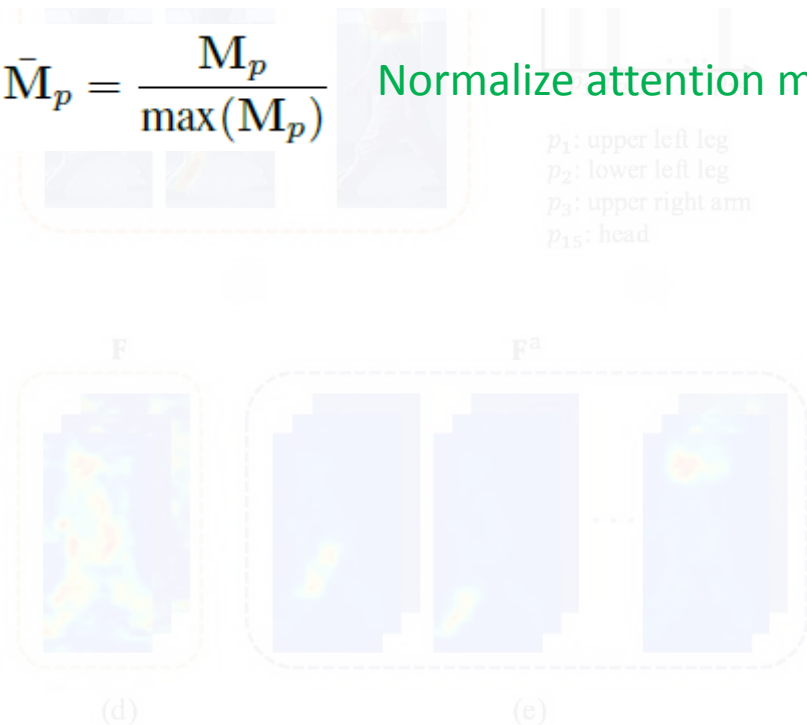 M̄ₚ = Mₚ / max(Mₚ)
Normalize attention m
p₁: upper left leg
p₂: lower left leg
p₃: upper right arm
p₁₅: head
F
Fᵃ
...
(d)
(e)